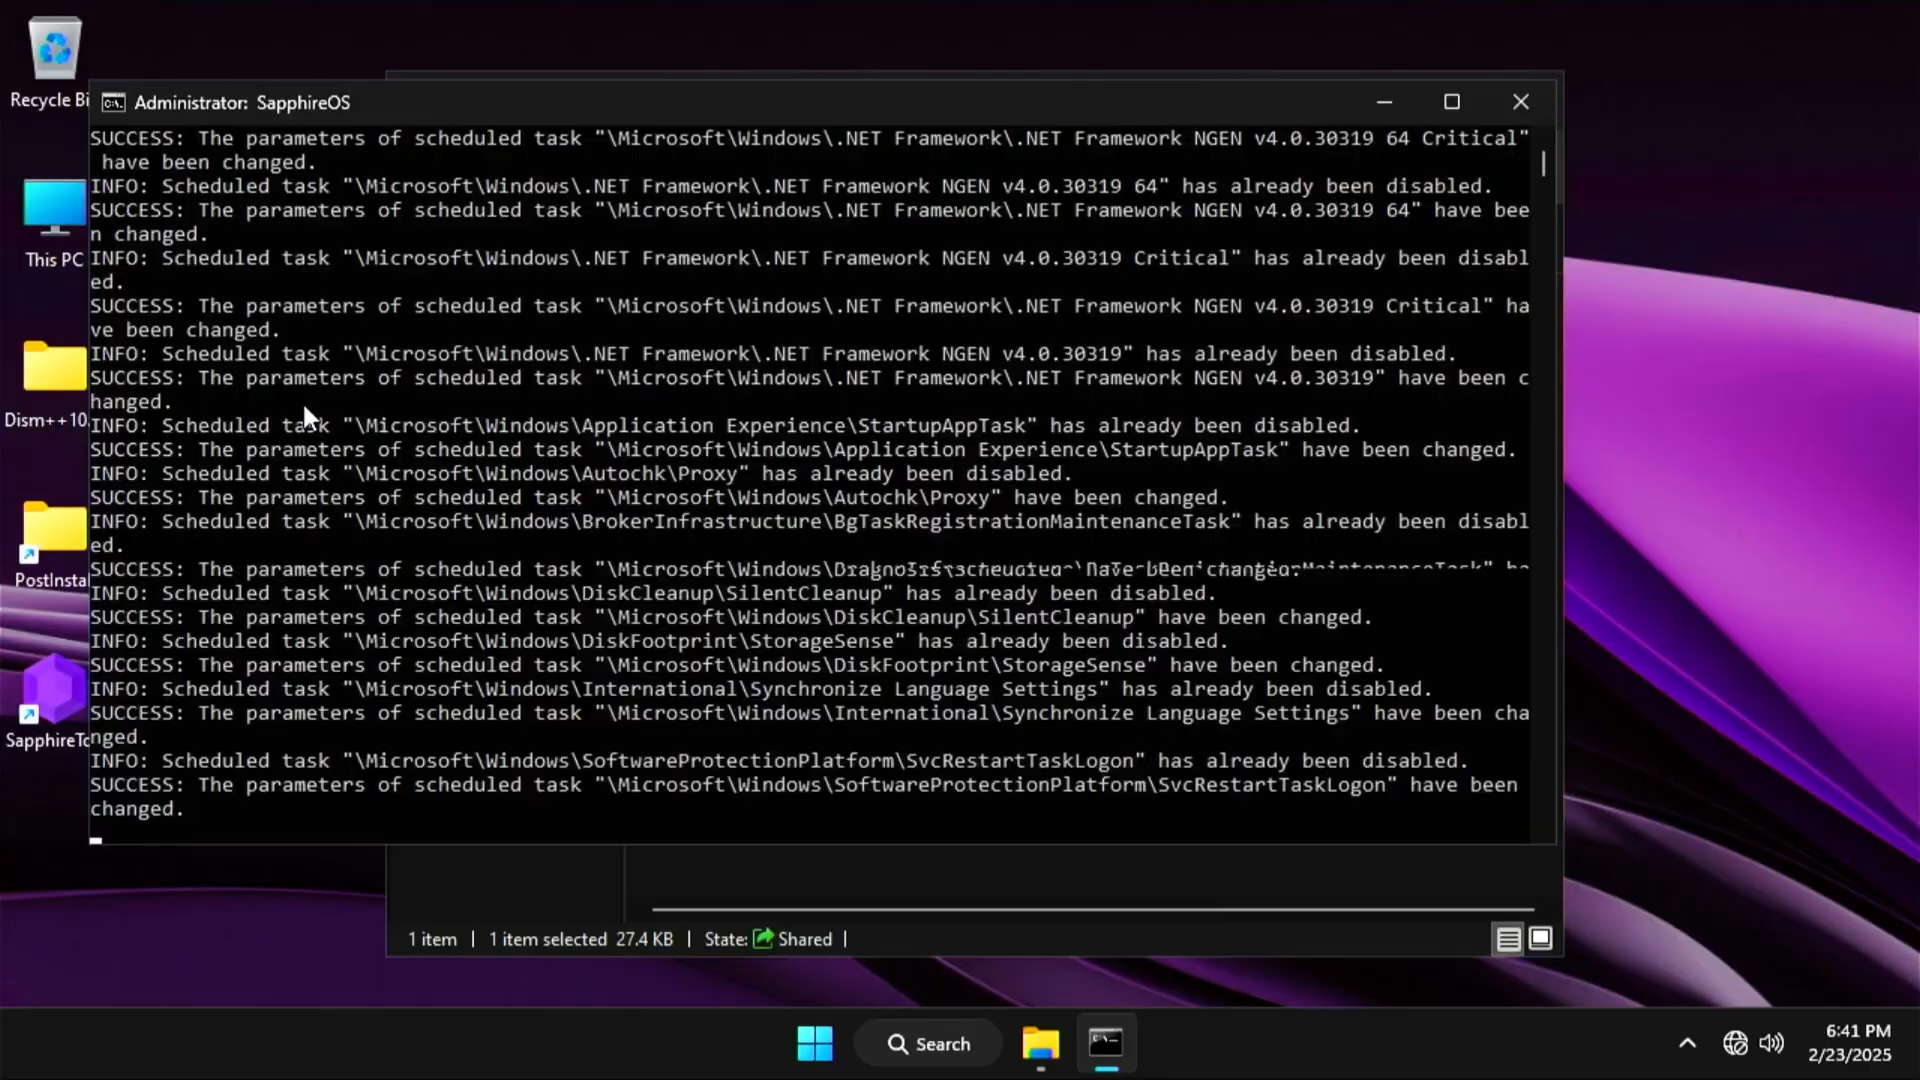 Recycle Bi
This PC
Dism++10.
PostInsta
SapphireTo
Administrator: SapphireOS
SUCCESS: The parameters of scheduled task "\Microsoft\Windows\.NET Framework\.NET Framework NGEN v4.0.30319 64 Critical"
have been changed.
INFO: Scheduled task "\Microsoft\Windows\.NET Framework\.NET Framework NGEN v4.0.30319 64" has already been disabled.
SUCCESS: The parameters of scheduled task "\Microsoft\Windows\.NET Framework\.NET Framework NGEN v4.0.30319 64" have bee
n changed.
INFO: Scheduled task "\Microsoft\Windows\.NET Framework\.NET Framework NGEN v4.0.30319 Critical" has already been disabl
ed.
SUCCESS: The parameters of scheduled task "\Microsoft\Windows\.NET Framework\.NET Framework NGEN v4.0.30319 Critical" ha
ve been changed.
INFO: Scheduled task "\Microsoft\Windows\.NET Framework\.NET Framework NGEN v4.0.30319" has already been disabled.
SUCCESS: The parameters of scheduled task "\Microsoft\Windows\.NET Framework\.NET Framework NGEN v4.0.30319" have been c
hanged.
INFO: Scheduled task "\Microsoft\Windows\Application Experience\StartupAppTask" has already been disabled.
SUCCESS: The parameters of scheduled task "\Microsoft\Windows\Application Experience\StartupAppTask" have been changed.
INFO: Scheduled task "\Microsoft\Windows\Autochk\Proxy" has already been disabled.
SUCCESS: The parameters of scheduled task "\Microsoft\Windows\Autochk\Proxy" have been changed.
INFO: Scheduled task "\Microsoft\Windows\BrokerInfrastructure\BgTaskRegistrationMaintenanceTask" has already been disabl
ed.
SUCCESS: The parameters of scheduled task "\Microsoft\Windows\
INFO: Scheduled task "\Microsoft\Windows\DiskCleanup\SilentCleanup" has already been disabled.
SUCCESS: The parameters of scheduled task "\Microsoft\Windows\DiskCleanup\SilentCleanup" have been changed.
INFO: Scheduled task "\Microsoft\Windows\DiskFootprint\StorageSense" has already been disabled.
SUCCESS: The parameters of scheduled task "\Microsoft\Windows\DiskFootprint\StorageSense" have been changed.
INFO: Scheduled task "\Microsoft\Windows\International\Synchronize Language Settings" has already been disabled.
SUCCESS: The parameters of scheduled task "\Microsoft\Windows\International\Synchronize Language Settings" have been cha
nged.
INFO: Scheduled task "\Microsoft\Windows\SoftwareProtectionPlatform\SvcRestartTaskLogon" has already been disabled.
SUCCESS: The parameters of scheduled task "\Microsoft\Windows\SoftwareProtectionPlatform\SvcRestartTaskLogon" have been
changed.
1 item | 1 item selected 27.4 KB | State: Shared |
Search
6:41 PM
2/23/2025